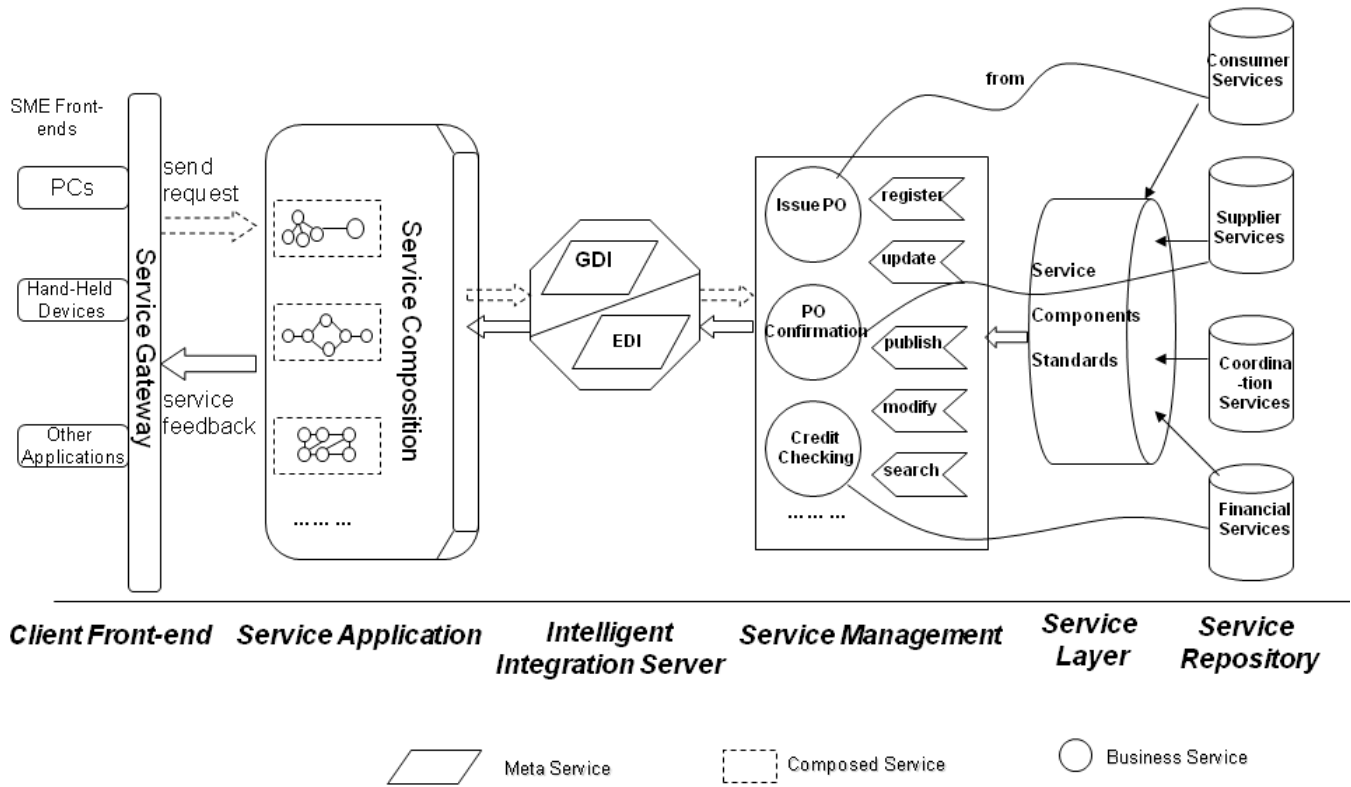 SME Front-
ends
PCs
Hand-Held
Devices
Other
Applications
Service Gateway
send
request
service
feedback
Service Composition
... ... ...
GDI
EDI
Issue PO
PO
Confirmation
Credit
Checking
... ... ...
register
update
publish
modify
search
from
Service
Components
Standards
Consumer
Services
Supplier
Services
Coordina
-tion
Services
Financial
Services
Client Front-end
Service Application
Intelligent
Integration Server
Service Management
Service
Layer
Service
Repository
Meta Service
Composed Service
Business Service